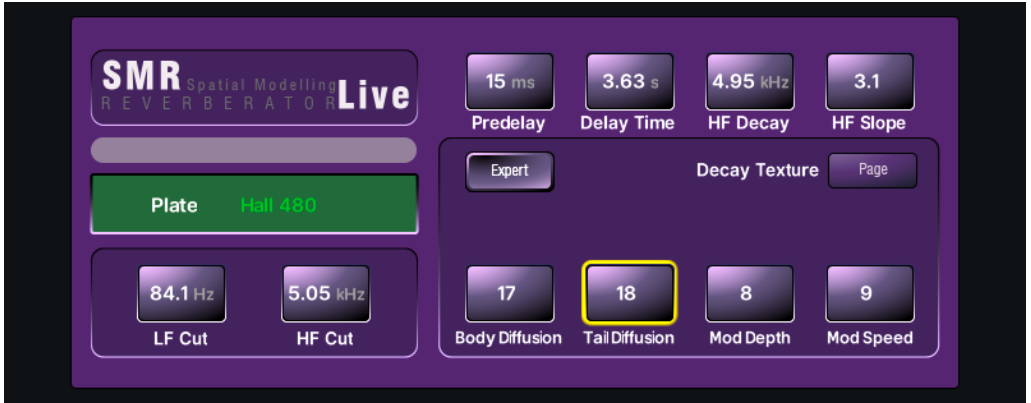 SMR Spatial Modelling
REVERBERATOR Live
15 ms
3.63 s
4.95 kHz
3.1
Predelay
Delay Time
HF Decay
HF Slope
Expert
Decay Texture
Page
Plate
Hall 480
84.1 Hz
5.05 kHz
LF Cut
HF Cut
17
18
8
9
Body Diffusion
Tail Diffusion
Mod Depth
Mod Speed